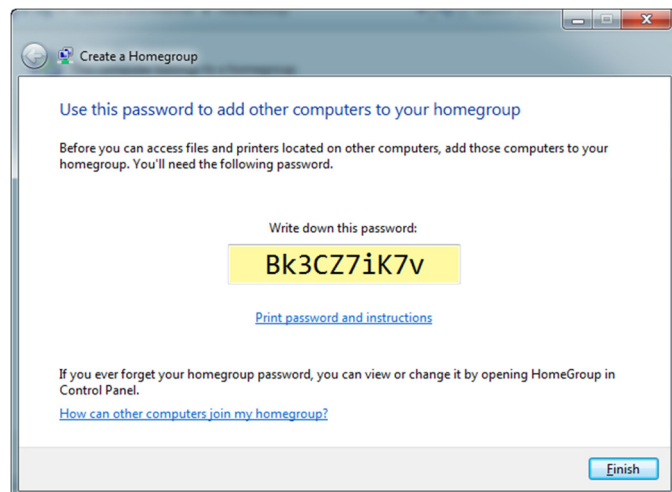 Create a Homegroup
Use this password to add other computers to your homegroup
Before you can access files and printers located on other computers, add those computers to your
homegroup. You'll need the following password.
Write down this password:
Bk3CZ7iK7v
Print password and instructions
If you ever forget your homegroup password, you can view or change it by opening HomeGroup in
Control Panel.
How can other computers join my homegroup?
Finish